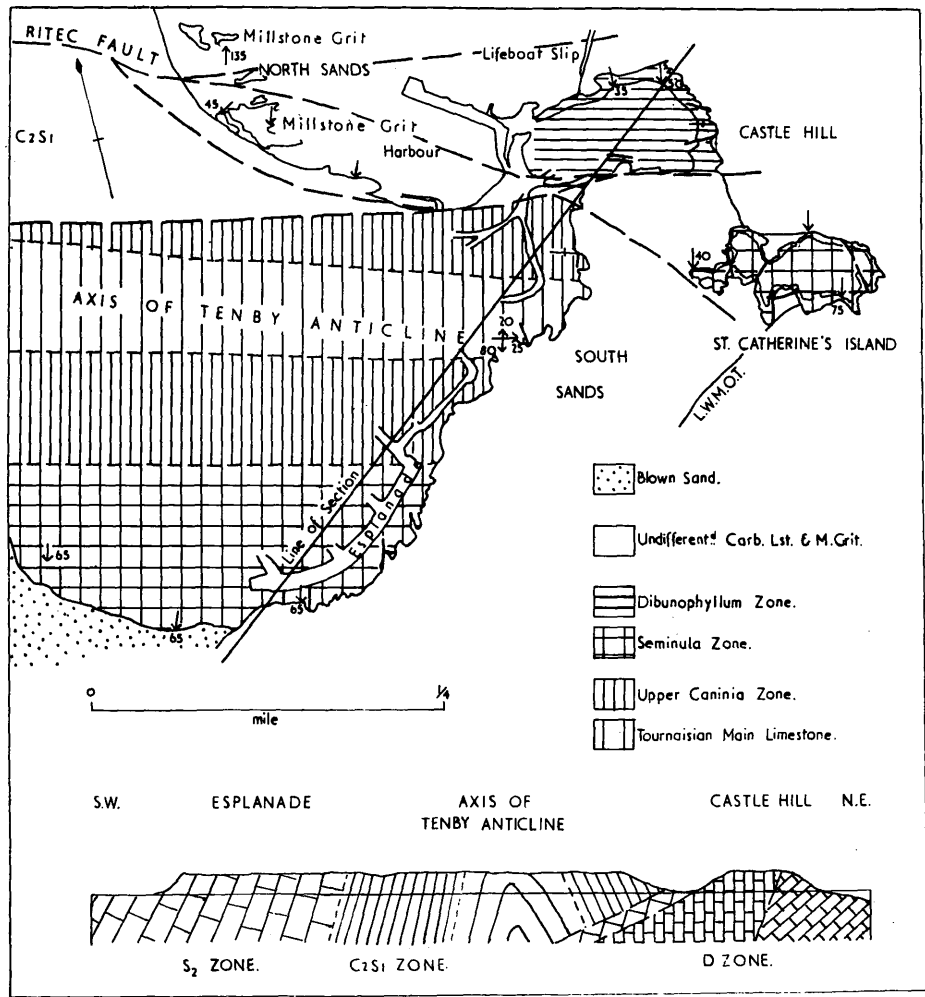 RITEC FAULT
Millstone Grit
135
NORTH SANDS
Lifeboat Slip
45
Millstone Grit
Harbour
C2S1
35
CASTLE HILL
AXIS OF TENBY ANTICLINE
40
75
ST. CATHERINE'S ISLAND
20
25
80
SOUTH
SANDS
L.W.M.O.T.
Line of Section
Esplanade
65
65
65
Blown Sand.
Undifferentd. Carb. Lst. & M. Grit.
Dibunophyllum Zone.
Seminula Zone.
Upper Caninia Zone.
Tournaisian Main Limestone.
0 1/4
mile
S.W. ESPLANADE AXIS OF CASTLE HILL N.E.
TENBY ANTICLINE
S2 ZONE. C2S1 ZONE. D ZONE.